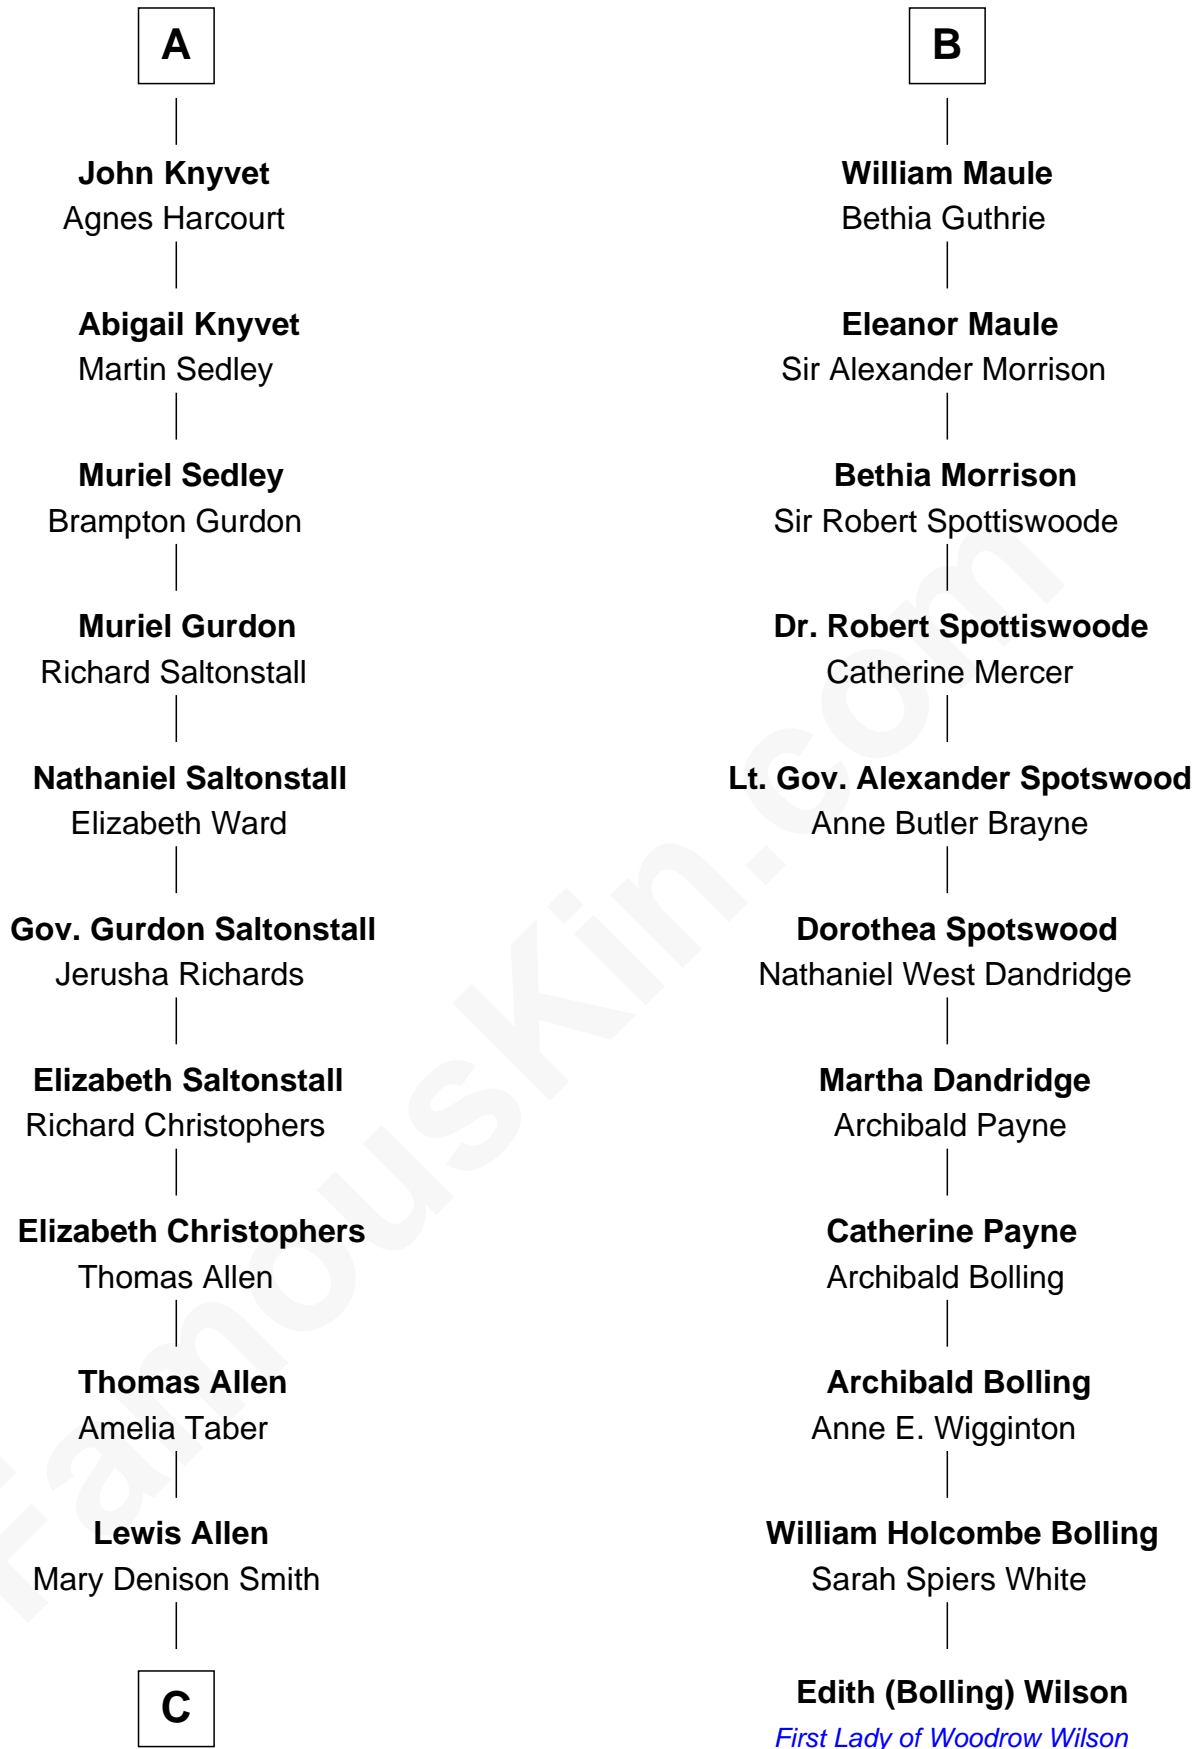 A
John Knyvet
Agnes Harcourt
Abigail Knyvet
Martin Sedley
Muriel Sedley
Brampton Gurdon
Muriel Gurdon
Richard Saltonstall
Nathaniel Saltonstall
Elizabeth Ward
Gov. Gurdon Saltonstall
Jerusha Richards
Elizabeth Saltonstall
Richard Christophers
Elizabeth Christophers
Thomas Allen
Thomas Allen
Amelia Taber
Lewis Allen
Mary Denison Smith
C
B
William Maule
Bethia Guthrie
Eleanor Maule
Sir Alexander Morrison
Bethia Morrison
Sir Robert Spottiswoode
Dr. Robert Spottiswoode
Catherine Mercer
Lt. Gov. Alexander Spotswood
Anne Butler Brayne
Dorothea Spotswood
Nathaniel West Dandridge
Martha Dandridge
Archibald Payne
Catherine Payne
Archibald Bolling
Archibald Bolling
Anne E. Wigginton
William Holcombe Bolling
Sarah Spiers White
Edith (Bolling) Wilson
First Lady of Woodrow Wilson
FamousKin.com